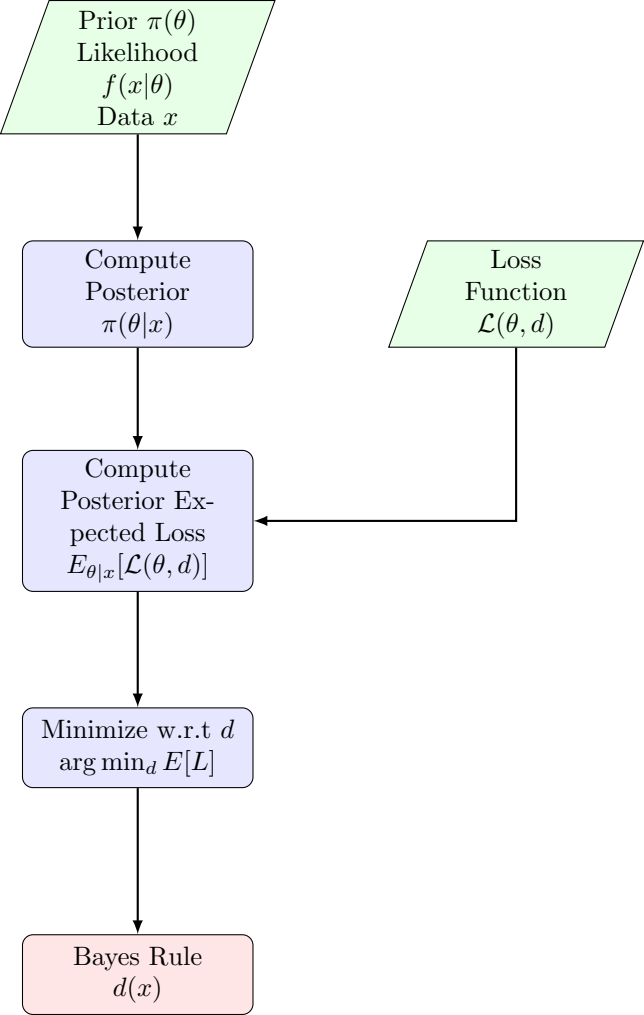 Prior π(θ)
Likelihood
f(x|θ)
Data x
Compute
Posterior
π(θ|x)
Loss
Function
ℒ(θ, d)
Compute
Posterior Ex-
pected Loss
E_{θ|x}[ℒ(θ, d)]
Minimize w.r.t d
arg min_d E[L]
Bayes Rule
d(x)